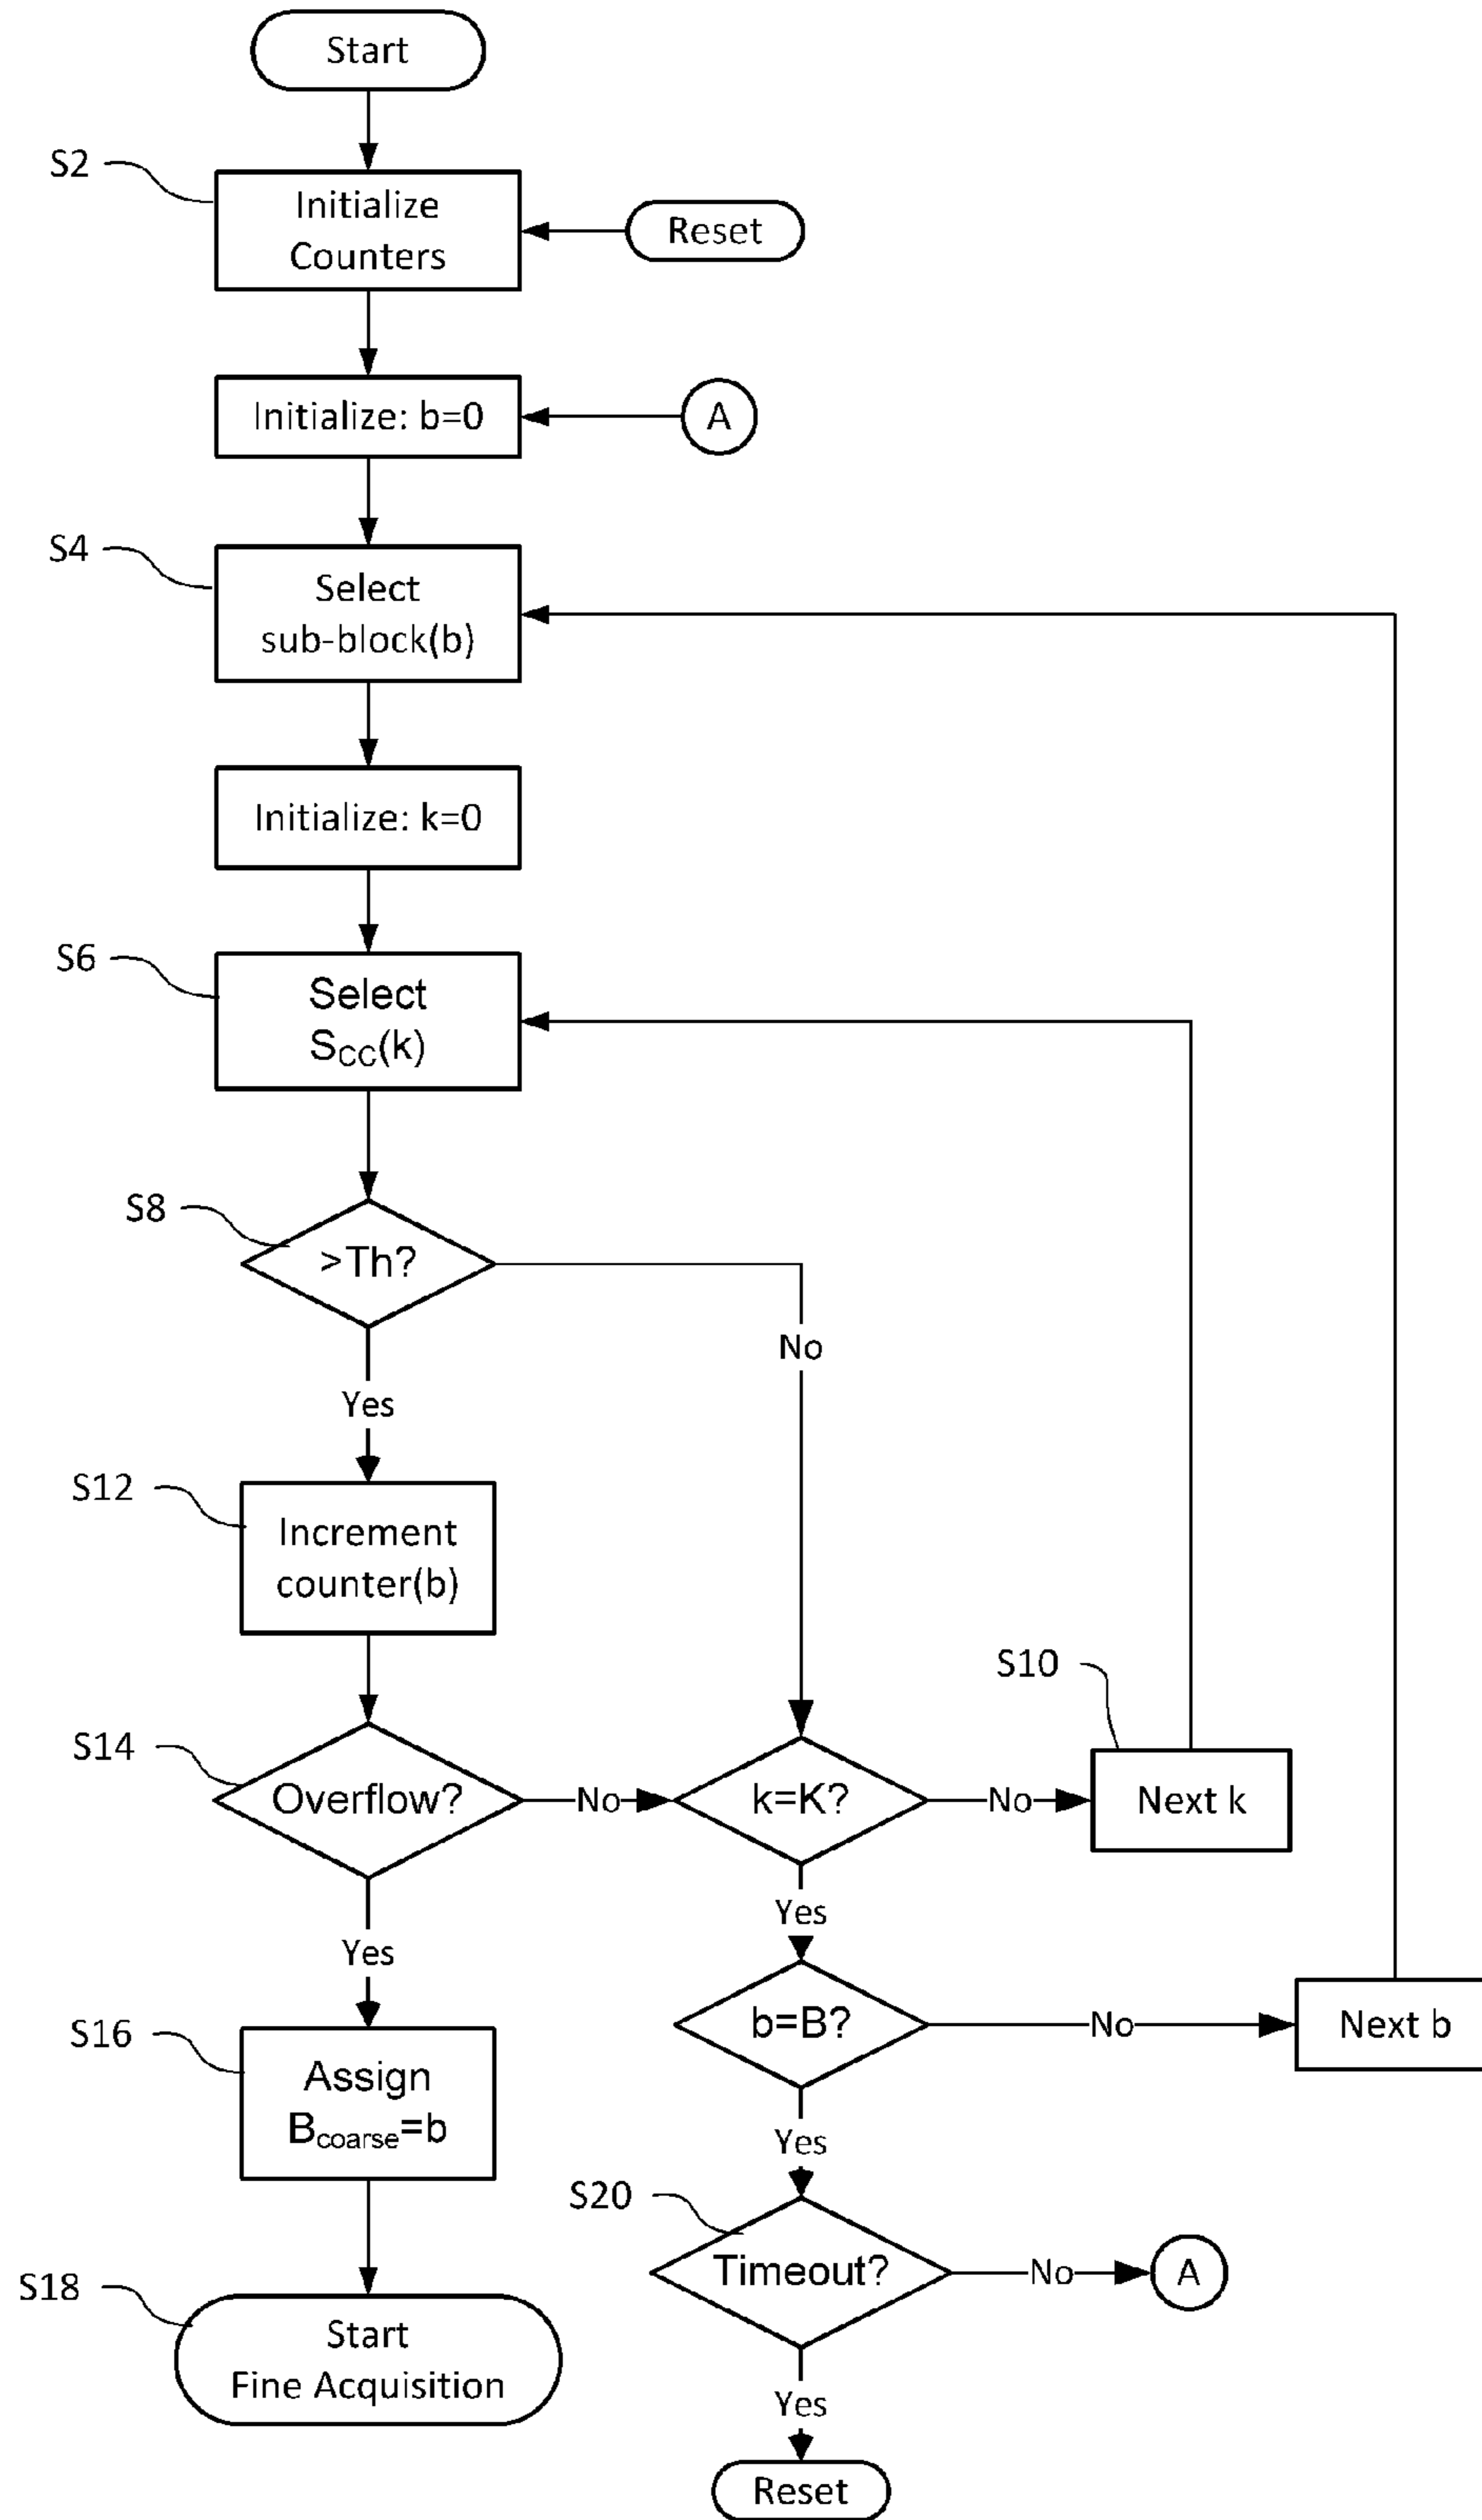 Start
S2
Initialize
Counters
Reset
Initialize: b=0
A
S4
Select
sub-block(b)
Initialize: k=0
S6
Select
SCC(k)
S8
>Th?
No
Yes
S12
Increment
counter(b)
S10
S14
Overflow?
No
k=K?
No
Next k
Yes
Yes
S16
Assign
Bcoarse=b
b=B?
No
Next b
Yes
S20
Timeout?
No
A
S18
Start
Fine Acquisition
Yes
Reset